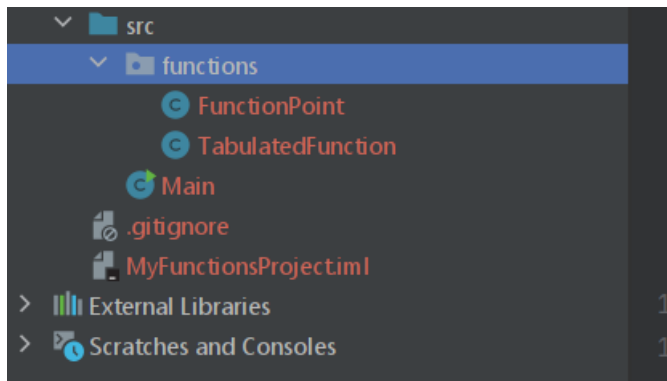 src
functions
C FunctionPoint
C TabulatedFunction
C Main
.gitignore
MyFunctionsProject.iml
External Libraries
Scratches and Consoles